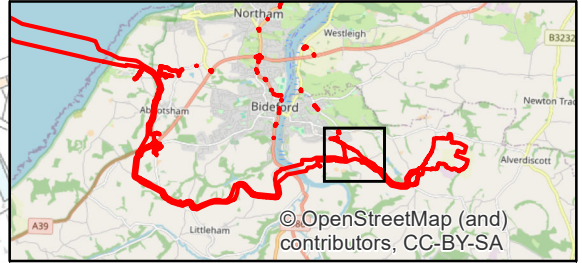 Northam
Westleigh
B3232
Abbotsham
Bideford
Newton Trac
Alverdiscott
A39
Littleham
© OpenStreetMap (and)
contributors, CC-BY-SA